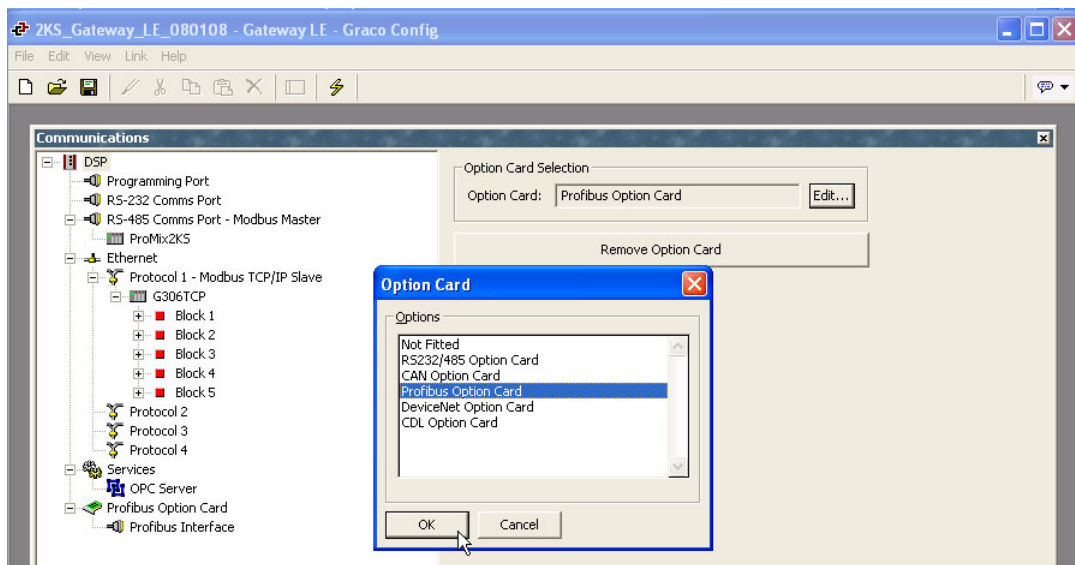 2KS_Gateway_LE_080108 - Gateway LE - Graco Config
File Edit View Link Help
Communications
DSP
Programming Port
RS-232 Comms Port
RS-485 Comms Port - Modbus Master
ProMix2KS
Ethernet
Protocol 1 - Modbus TCP/IP Slave
G306TCP
Block 1
Block 2
Block 3
Block 4
Block 5
Protocol 2
Protocol 3
Protocol 4
Services
OPC Server
Profibus Option Card
Profibus Interface
Option Card Selection
Option Card: Profibus Option Card Edit...
Remove Option Card
Option Card
Options
Not Fitted
RS232/485 Option Card
CAN Option Card
Profibus Option Card
DeviceNet Option Card
CDL Option Card
OK Cancel